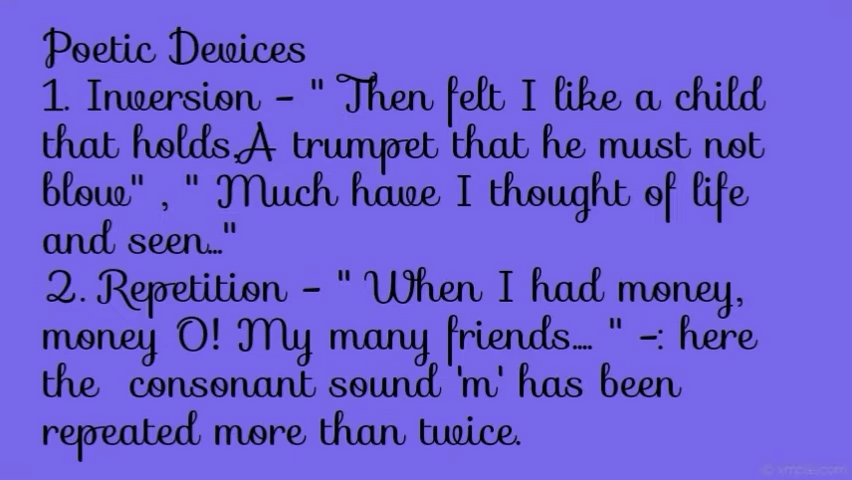 Poetic Devices
1. Inversion - " Then felt I like a child
that holds,A trumpet that he must not
blow" , " Much have I thought of life
and seen..."
2. Repetition - " When I had money,
money O! My many friends.... " -: here
the consonant sound 'm' has been
repeated more than twice.